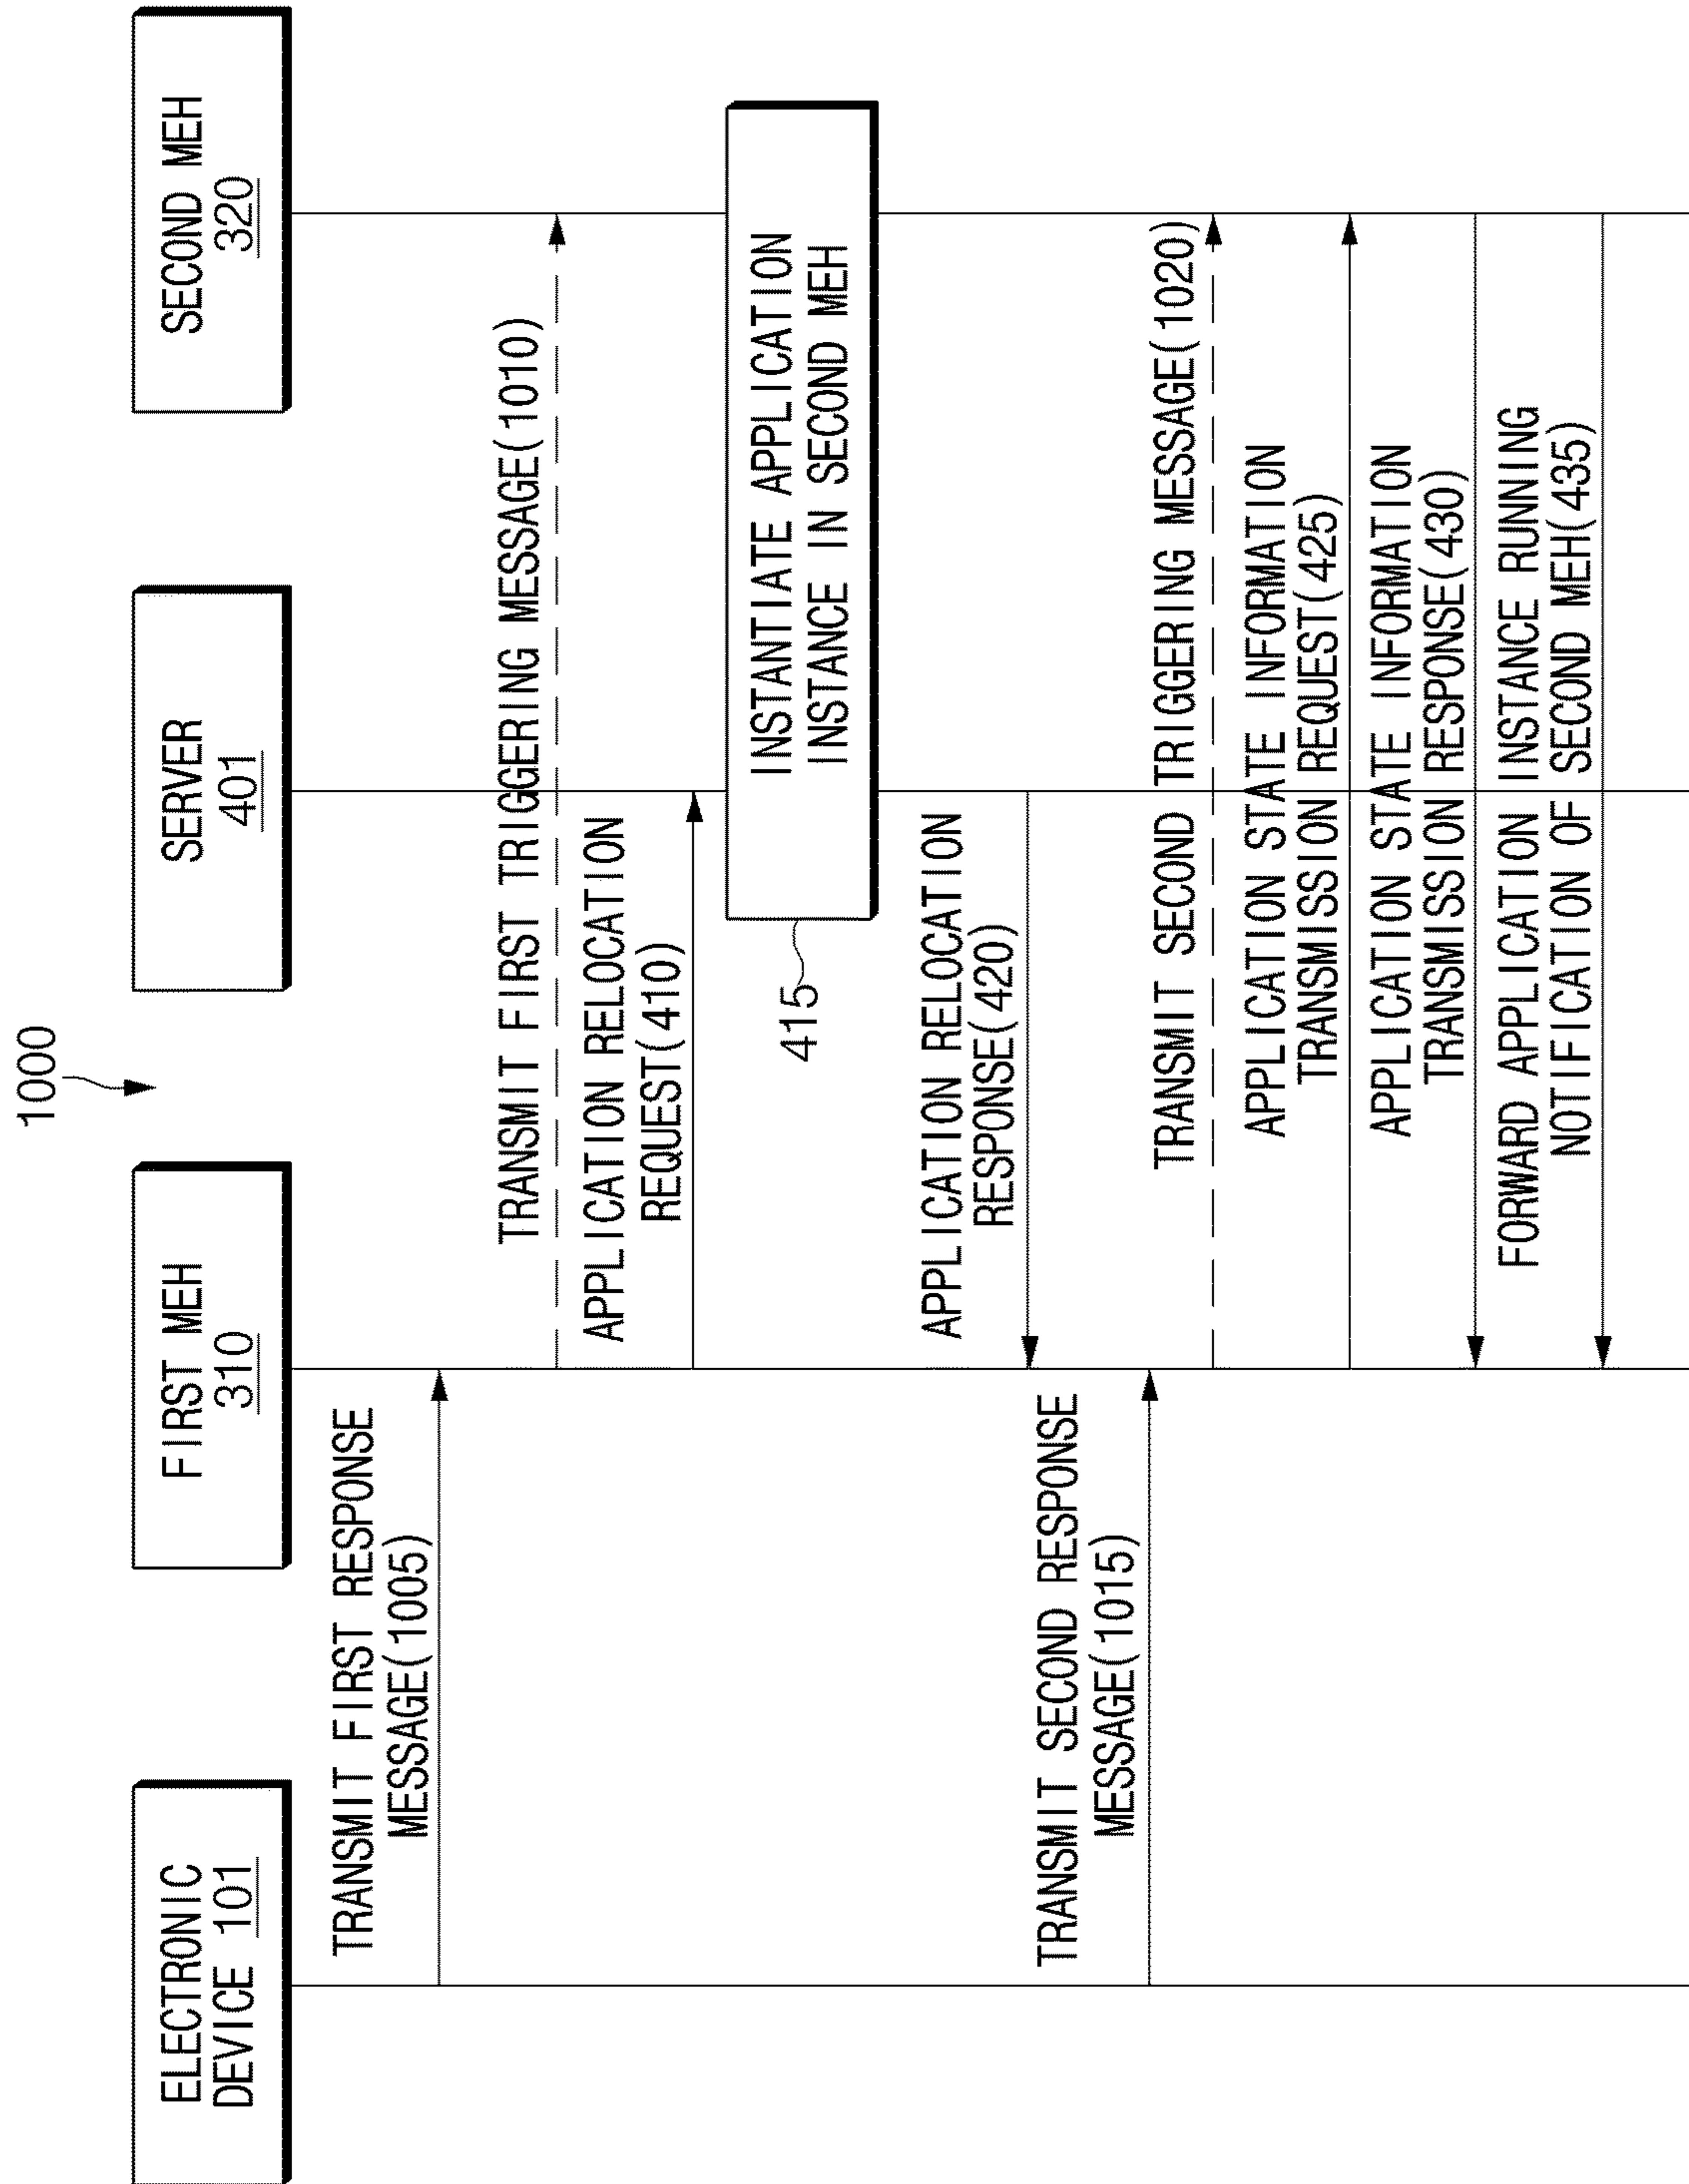 1000
ELECTRONIC
DEVICE 101
FIRST MEH
310
SERVER
401
SECOND MEH
320
TRANSMIT FIRST RESPONSE
MESSAGE(1005)
TRANSMIT FIRST TRIGGERING MESSAGE(1010)
APPLICATION RELOCATION
REQUEST(410)
INSTANTIATE APPLICATION
INSTANCE IN SECOND MEH
415
APPLICATION RELOCATION
RESPONSE(420)
TRANSMIT SECOND RESPONSE
MESSAGE(1015)
TRANSMIT SECOND TRIGGERING MESSAGE(1020)
APPLICATION STATE INFORMATION
TRANSMISSION REQUEST(425)
APPLICATION STATE INFORMATION
TRANSMISSION RESPONSE(430)
FORWARD APPLICATION INSTANCE RUNNING
NOTIFICATION OF SECOND MEH(435)